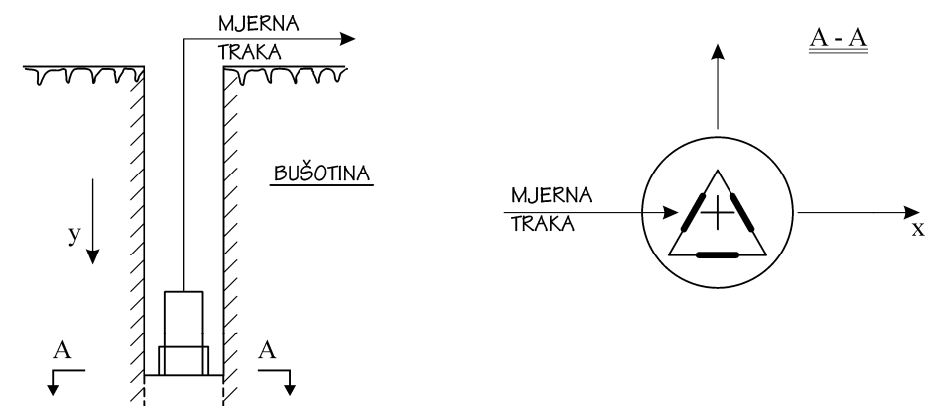 MJERNA
TRAKA
BUŠOTINA
y
A
A
A - A
MJERNA
TRAKA
x